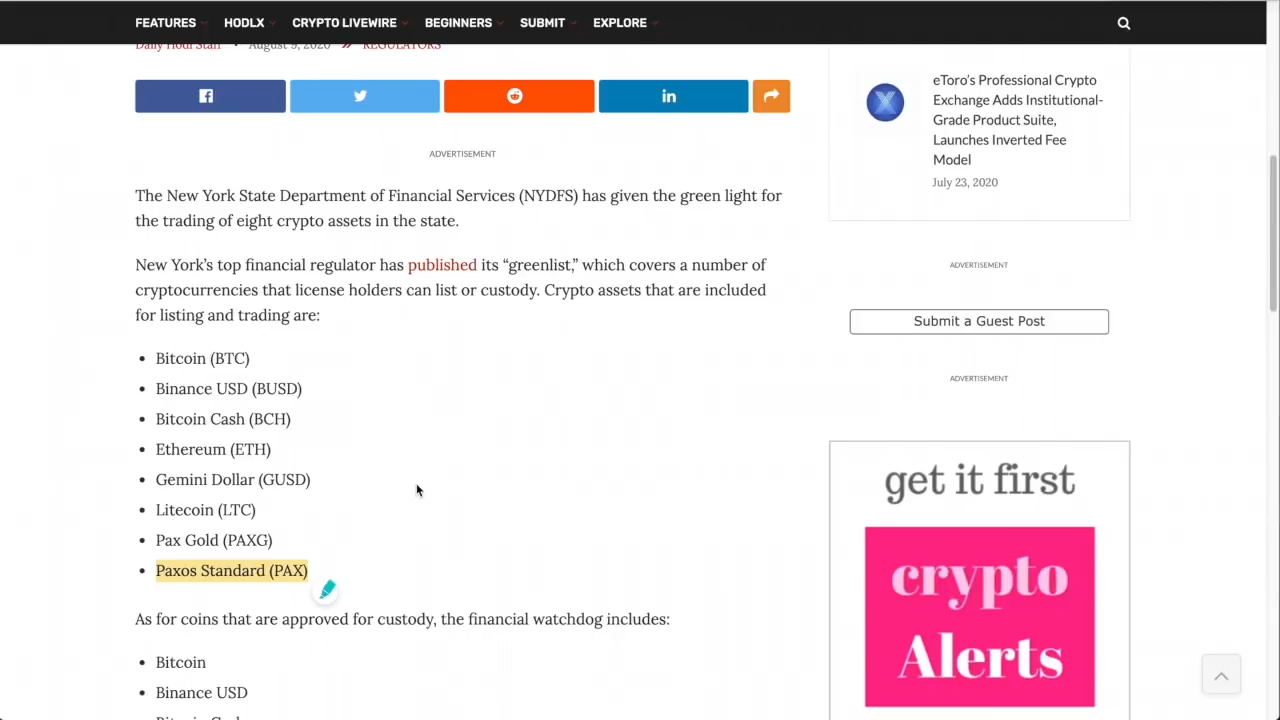 FEATURES HODLX CRYPTO LIVEWIRE BEGINNERS SUBMIT EXPLORE
Daily Hodl Staff • August 9, 2020 » REGULATORS
ADVERTISEMENT
The New York State Department of Financial Services (NYDFS) has given the green light for
the trading of eight crypto assets in the state.
New York’s top financial regulator has published its “greenlist,” which covers a number of
cryptocurrencies that license holders can list or custody. Crypto assets that are included
for listing and trading are:
• Bitcoin (BTC)
• Binance USD (BUSD)
• Bitcoin Cash (BCH)
• Ethereum (ETH)
• Gemini Dollar (GUSD)
• Litecoin (LTC)
• Pax Gold (PAXG)
• Paxos Standard (PAX)
As for coins that are approved for custody, the financial watchdog includes:
• Bitcoin
• Binance USD
Bitcoin Cash
eToro’s Professional Crypto
Exchange Adds Institutional-
Grade Product Suite,
Launches Inverted Fee
Model
July 23, 2020
ADVERTISEMENT
Submit a Guest Post
ADVERTISEMENT
get it first
crypto
Alerts